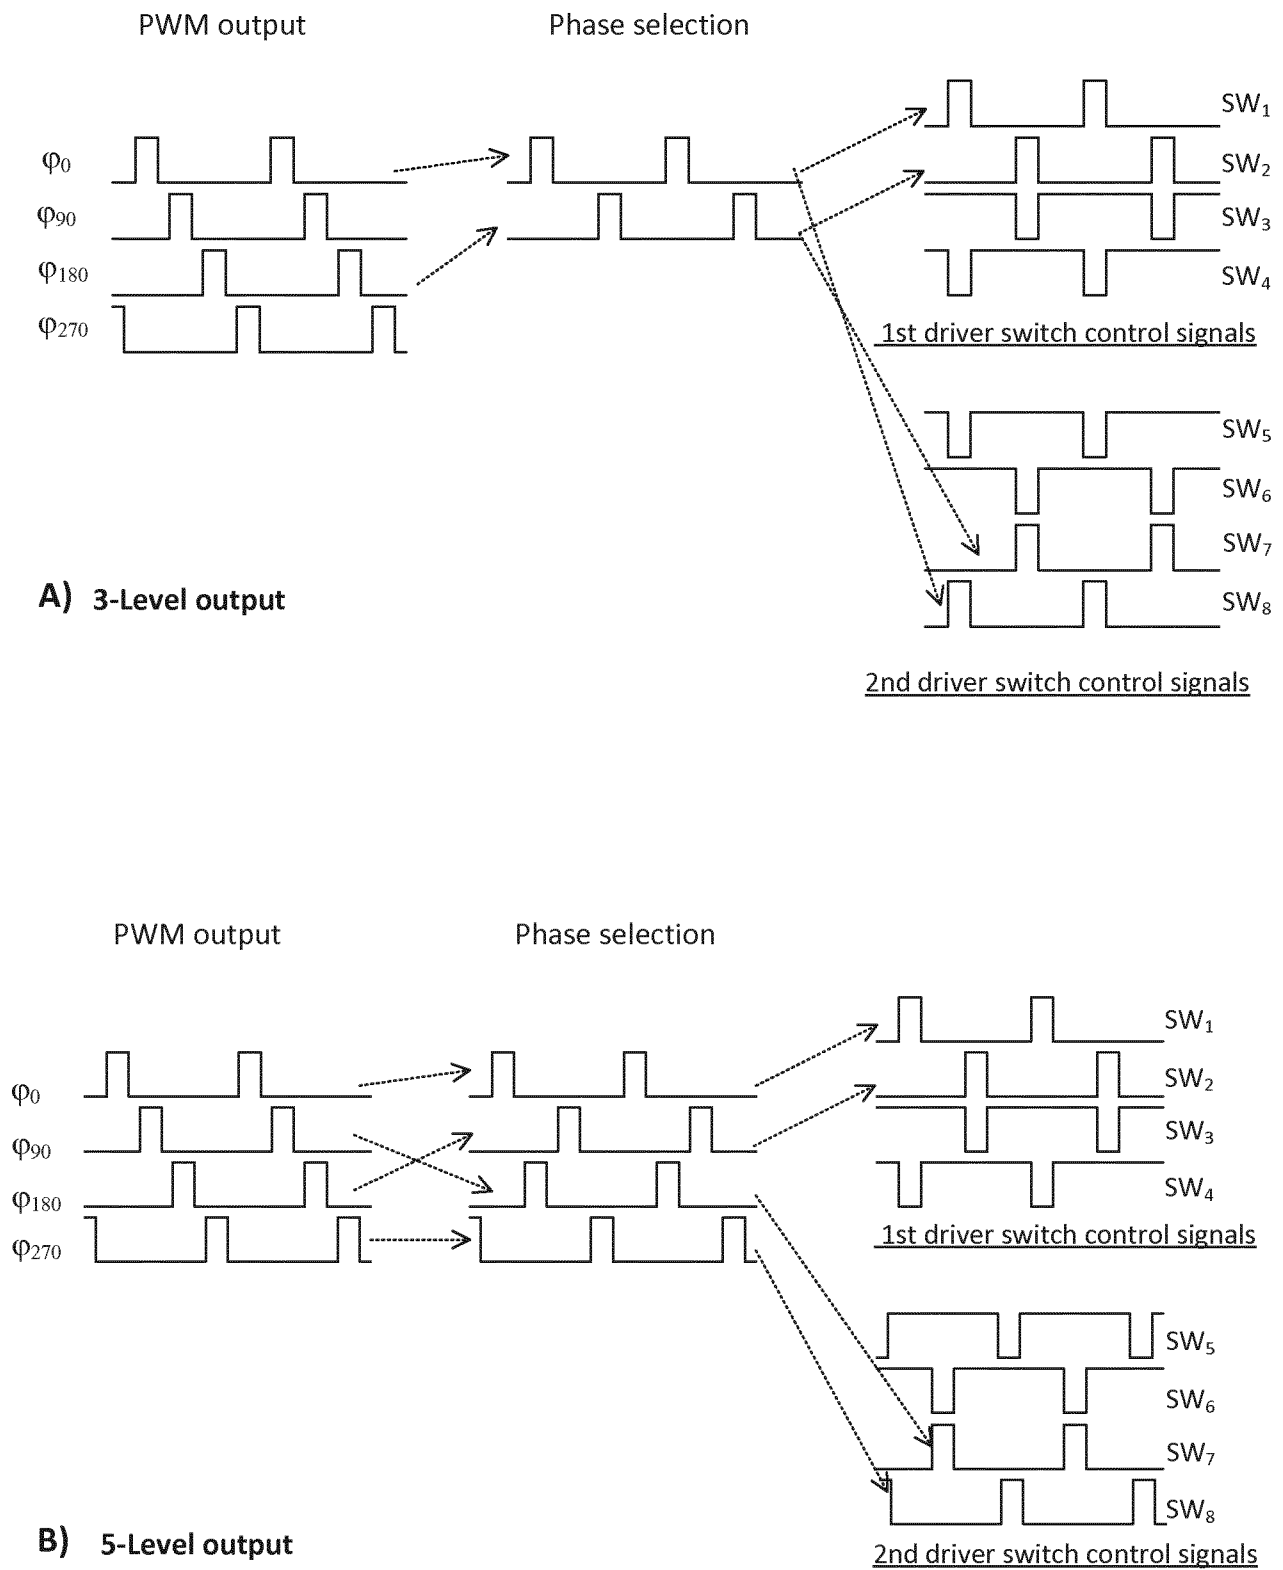 PWM output
Phase selection
φ0
φ90
φ180
φ270
SW1
SW2
SW3
SW4
1st driver switch control signals
SW5
SW6
SW7
SW8
2nd driver switch control signals
A) 3-Level output
PWM output
Phase selection
φ0
φ90
φ180
φ270
SW1
SW2
SW3
SW4
1st driver switch control signals
SW5
SW6
SW7
SW8
2nd driver switch control signals
B) 5-Level output